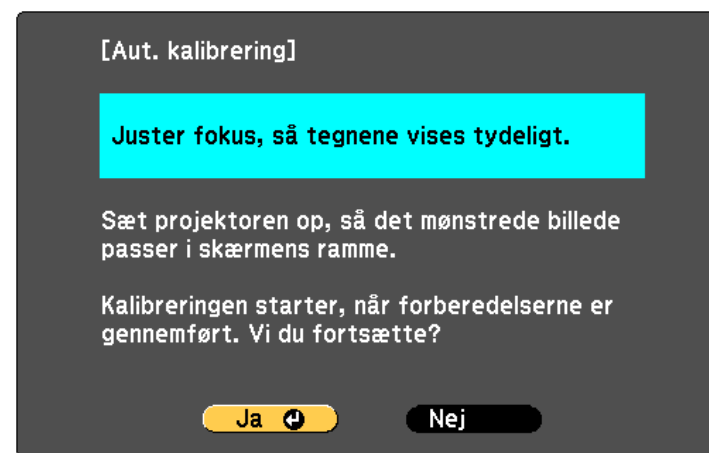 [Aut. kalibrering]
Juster fokus, så tegnene vises tydeligt.
Sæt projektoren op, så det mønstrede billede
passer i skærmens ramme.
Kalibreringen starter, når forberedelserne er
gennemført. Vi du fortsætte?
Ja
Nej